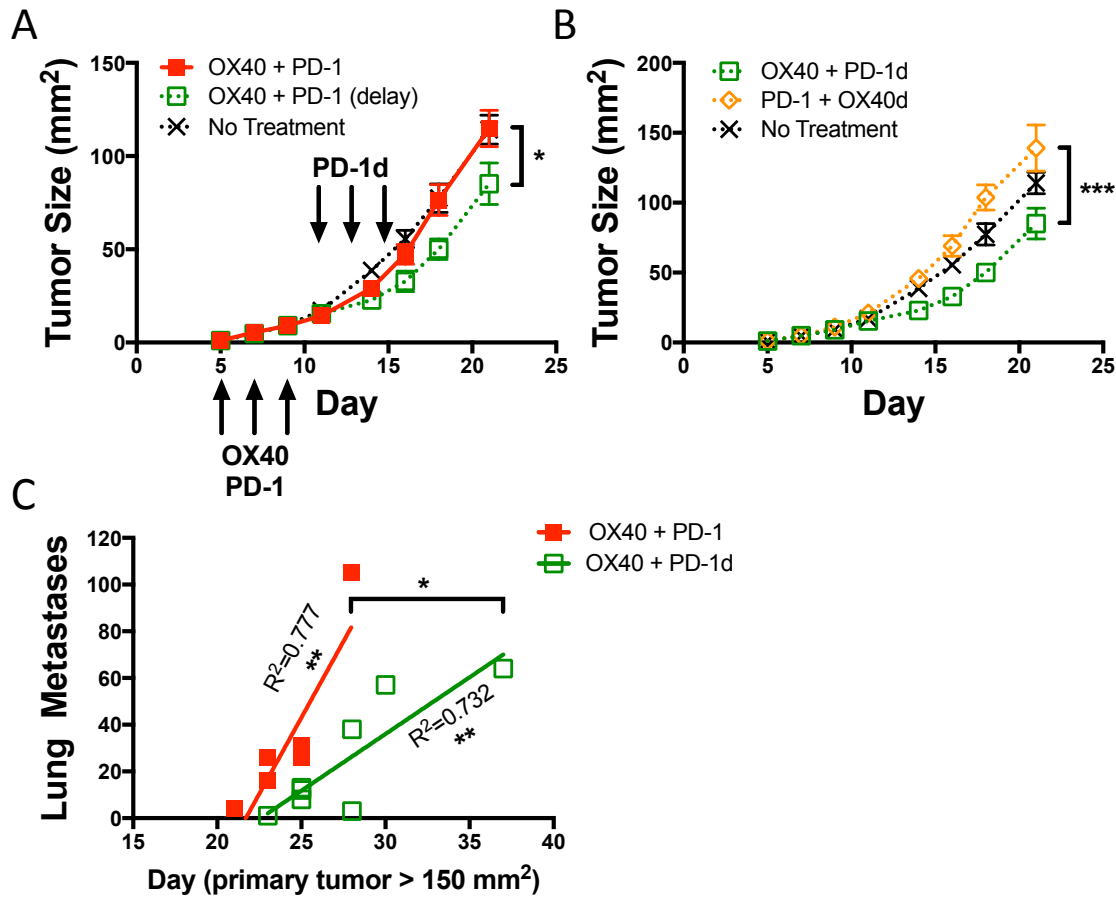 A
Tumor Size (mm²)
150
100
50
0
0
5
10
15
20
25
OX40 + PD-1
OX40 + PD-1 (delay)
No Treatment
PD-1d
*
Day
OX40
PD-1
B
Tumor Size (mm²)
200
150
100
50
0
0
5
10
15
20
25
OX40 + PD-1d
PD-1 + OX40d
No Treatment
***
Day
C
Lung Metastases
120
100
80
60
40
20
0
15
20
25
30
35
40
OX40 + PD-1
OX40 + PD-1d
*
R²=0.777
**
R²=0.732
**
Day (primary tumor > 150 mm²)